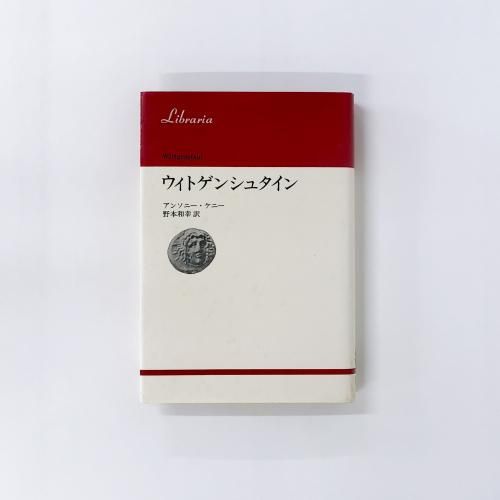 Libraria
Wittgenstein
ウィトゲンシュタイン
アンソニー・ケニー
野本和幸 訳